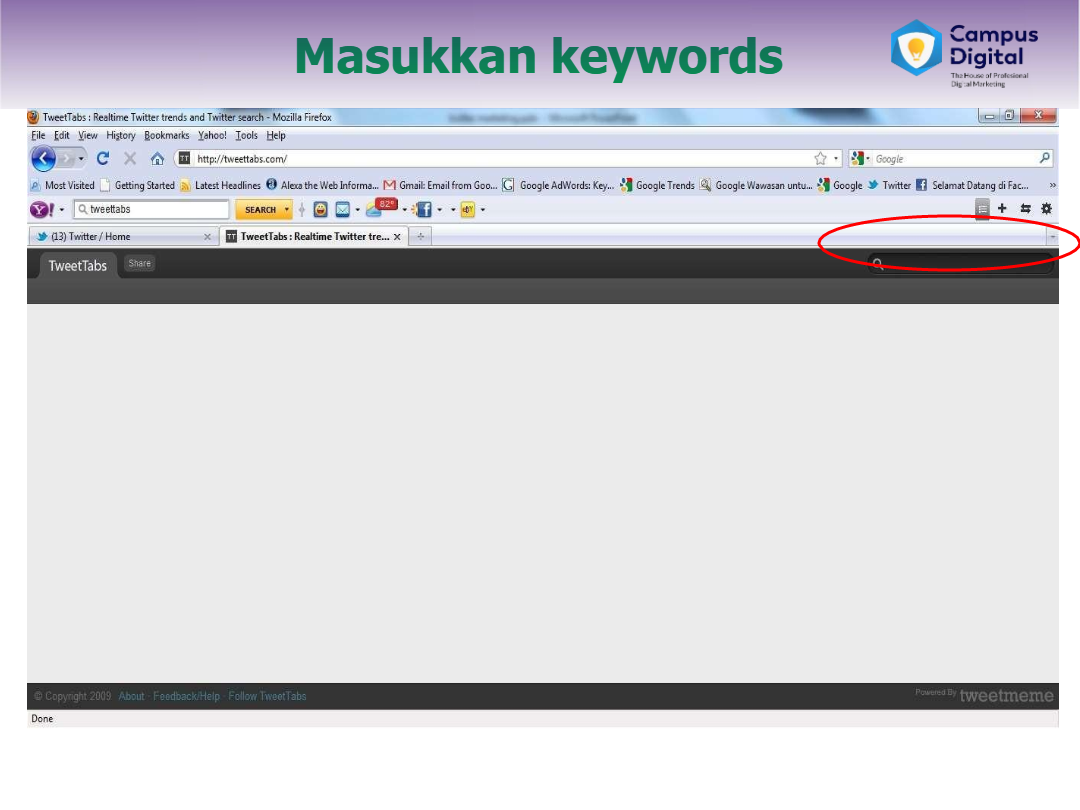 Masukkan keywords
Campus
Digital
The House of Profesional
Digital Marketing
TweetTabs : Realtime Twitter trends and Twitter search - Mozilla Firefox
File Edit View History Bookmarks Yahoo! Tools Help
TT http://tweettabs.com/ Google
Most Visited Getting Started Latest Headlines Alexa the Web Informa... Gmail: Email from Goo... G Google AdWords: Key... Google Trends Google Wawasan untu... Google Twitter Selamat Datang di Fac... »
Y! tweettabs SEARCH 82°
(13) Twitter / Home × TT TweetTabs : Realtime Twitter tre... ×
TweetTabs Share
© Copyright 2009 About · Feedback/Help · Follow TweetTabs
Powered By tweetmeme
Done